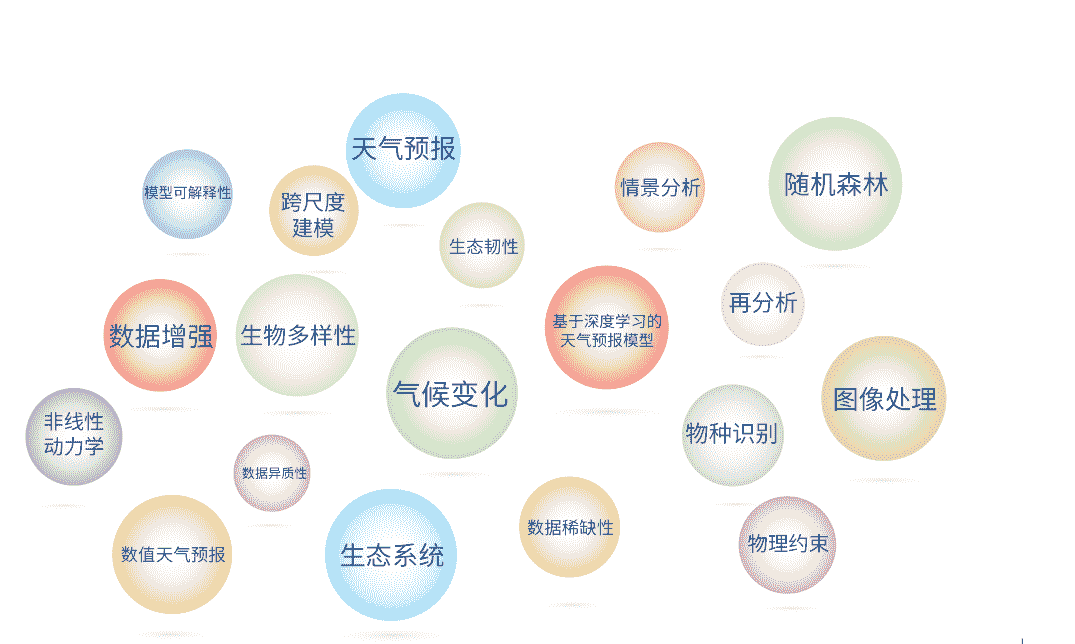 天气预报
模型可解释性
跨尺度
建模
情景分析
随机森林
生态韧性
再分析
数据增强
生物多样性
基于深度学习的
天气预报模型
气候变化
图像处理
非线性
动力学
物种识别
数据异质性
数值天气预报
生态系统
数据稀缺性
物理约束